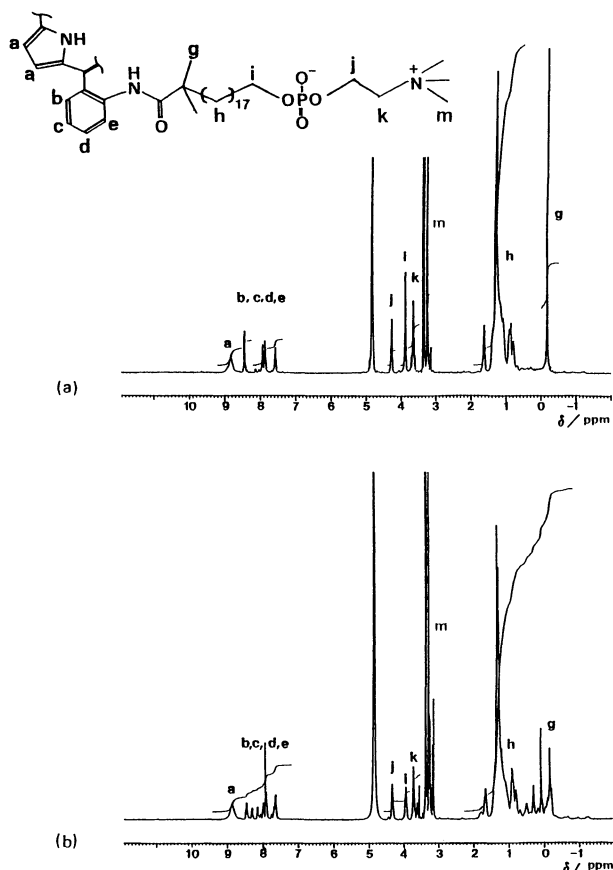 g
a
NH
a
H
N
O
b
c
d
e
h
17
i
O⁻
OPO
O
j
k
N
+
m
g
m
h
l
k
j
b, c,d,e
a
10 9 8 7 6 5 4 3 2 1 0 –1
δ/ ppm
(a)
m
g
h
b,c, d,e
a
j
l
k
10 9 8 7 6 5 4 3 2 1 0 –1
δ/ ppm
(b)